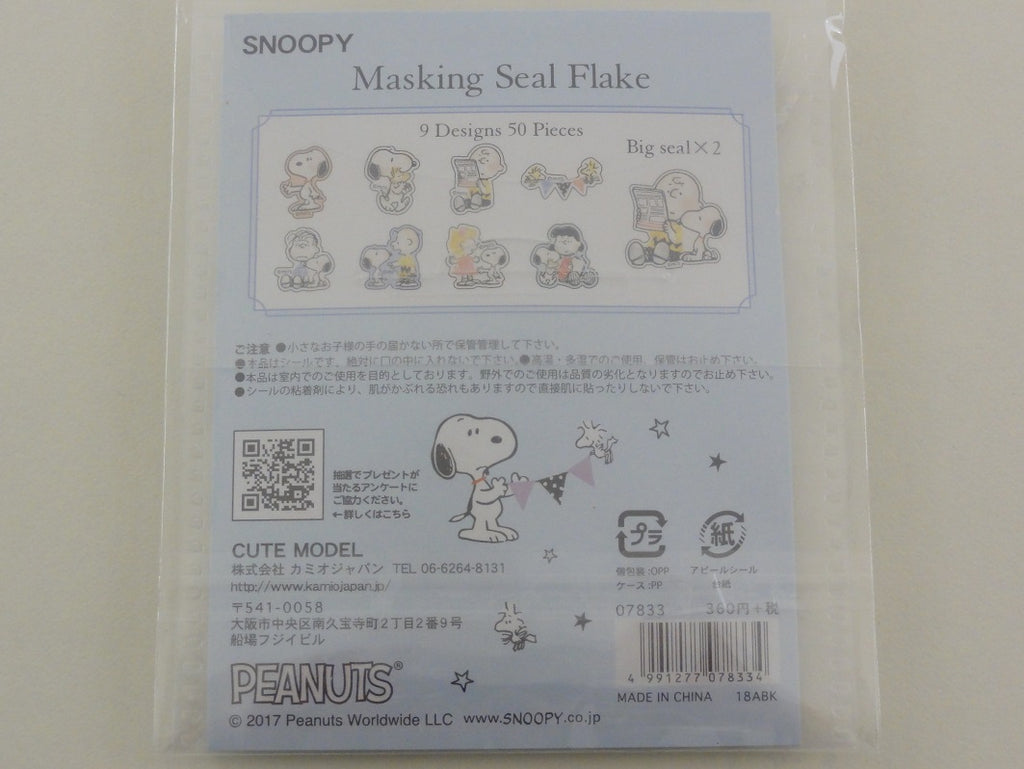 SNOOPY
Masking Seal Flake
9 Designs 50 Pieces
Big seal×2
ご注意 ●小さなお子様の手の届かない所で保管管理して下さい。
●本品はシールです。絶対に口の中に入れないで下さい。●高温・多湿でのご使用、保管はお止め下さい。
●本品は室内でのご使用を目的としております。野外でのご使用は品質の劣化となりますのでお止め下さい。
●シールの粘着剤により、肌がかぶれる恐れもありますので直接肌に貼ったりしないで下さい。
抽選でプレゼントが
当たるアンケートに
ご協力ください。
←詳しくはこちら
プラ
紙
個包装:OPP
ケース:PP
アピールシール
台紙
CUTE MODEL
株式会社 カミオジャパン TEL 06-6264-8131
http://www.kamiojapan.jp/
〒541-0058
大阪市中央区南久宝寺町2丁目2番9号
船場フジイビル
07833 360円+税
4 991277 078334
MADE IN CHINA 18ABK
PEANUTS®
© 2017 Peanuts Worldwide LLC www.SNOOPY.co.jp